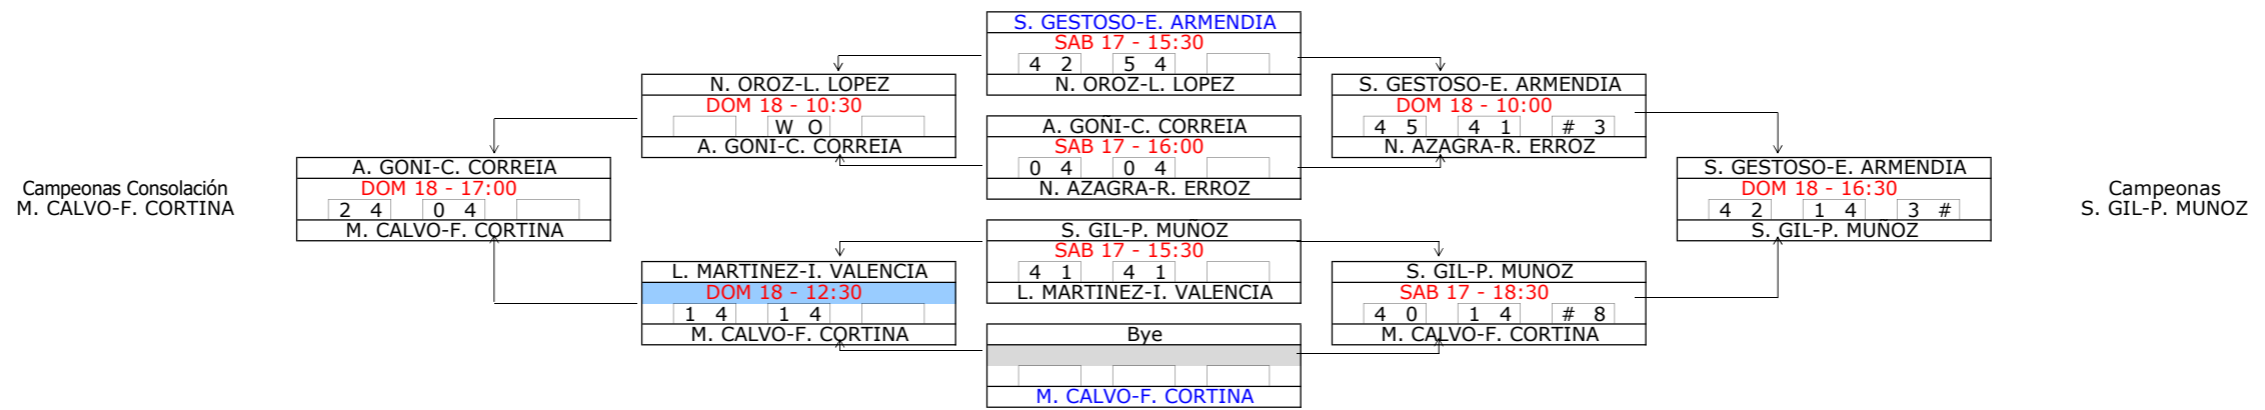 Campeonas Consolación
M. CALVO-F. CORTINA
A. GONI-C. CORREIA
DOM 18 - 17:00
2 4 0 4
M. CALVO-F. CORTINA
N. OROZ-L. LOPEZ
DOM 18 - 10:30
W O
A. GONI-C. CORREIA
L. MARTINEZ-I. VALENCIA
DOM 18 - 12:30
1 4 1 4
M. CALVO-F. CORTINA
S. GESTOSO-E. ARMENDIA
SAB 17 - 15:30
4 2 5 4
N. OROZ-L. LOPEZ
A. GOÑI-C. CORREIA
SAB 17 - 16:00
0 4 0 4
N. AZAGRA-R. ERROZ
S. GIL-P. MUÑOZ
SAB 17 - 15:30
4 1 4 1
L. MARTINEZ-I. VALENCIA
Bye
M. CALVO-F. CORTINA
S. GESTOSO-E. ARMENDIA
DOM 18 - 10:00
4 5 4 1 # 3
N. AZAGRA-R. ERROZ
S. GIL-P. MUNOZ
SAB 17 - 18:30
4 0 1 4 # 8
M. CALVO-F. CORTINA
S. GESTOSO-E. ARMENDIA
DOM 18 - 16:30
4 2 1 4 3 #
S. GIL-P. MUÑOZ
Campeonas
S. GIL-P. MUNOZ